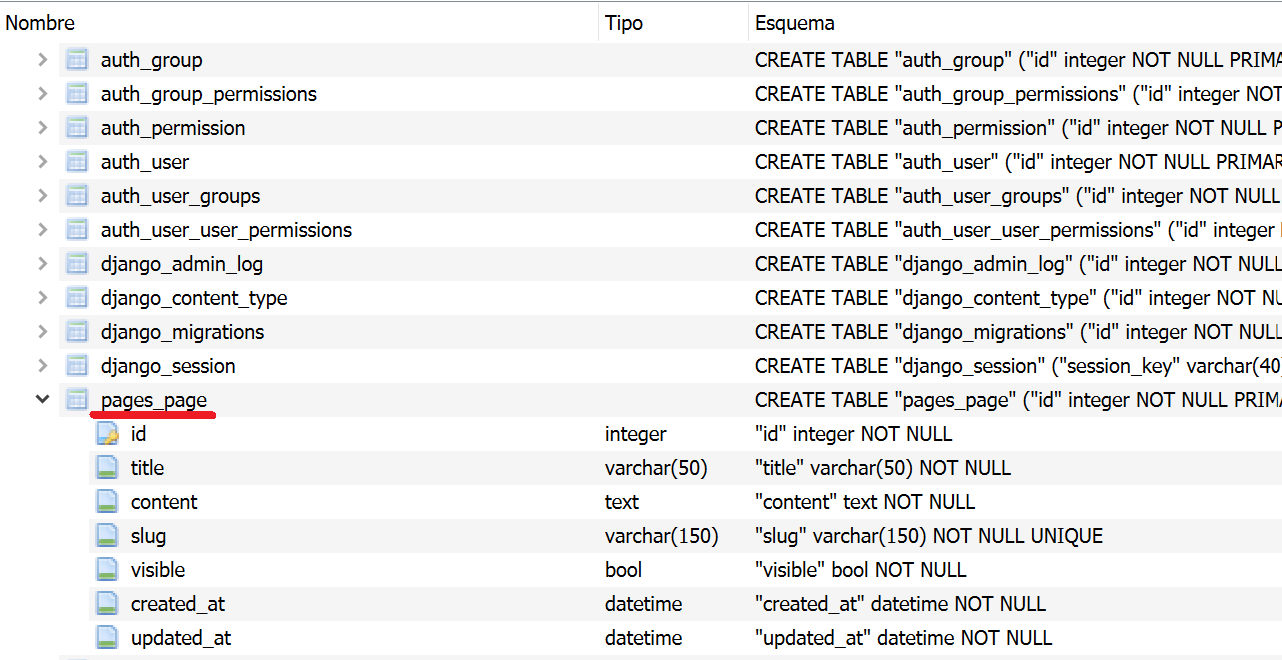 Nombre Tipo Esquema
auth_group CREATE TABLE "auth_group" ("id" integer NOT NULL PRIMA
auth_group_permissions CREATE TABLE "auth_group_permissions" ("id" integer NOT
auth_permission CREATE TABLE "auth_permission" ("id" integer NOT NULL P
auth_user CREATE TABLE "auth_user" ("id" integer NOT NULL PRIMAR
auth_user_groups CREATE TABLE "auth_user_groups" ("id" integer NOT NULL
auth_user_user_permissions CREATE TABLE "auth_user_user_permissions" ("id" integer
django_admin_log CREATE TABLE "django_admin_log" ("id" integer NOT NULL
django_content_type CREATE TABLE "django_content_type" ("id" integer NOT NU
django_migrations CREATE TABLE "django_migrations" ("id" integer NOT NULL
django_session CREATE TABLE "django_session" ("session_key" varchar(40)
pages_page CREATE TABLE "pages_page" ("id" integer NOT NULL PRIMA
id integer "id" integer NOT NULL
title varchar(50) "title" varchar(50) NOT NULL
content text "content" text NOT NULL
slug varchar(150) "slug" varchar(150) NOT NULL UNIQUE
visible bool "visible" bool NOT NULL
created_at datetime "created_at" datetime NOT NULL
updated_at datetime "updated_at" datetime NOT NULL